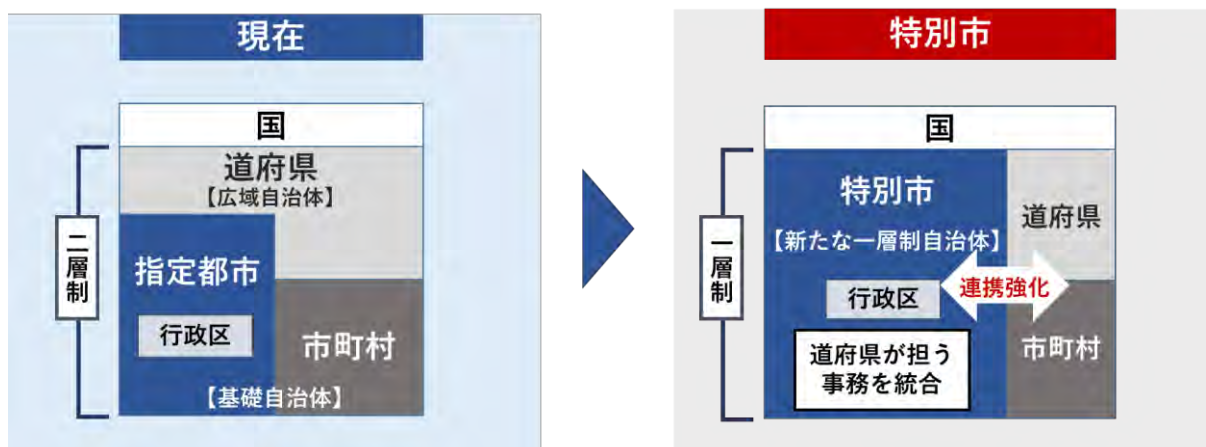 現在
国
道府県
【広域自治体】
二層制
指定都市
行政区
市町村
【基礎自治体】
特別市
国
特別市
【新たな一層制自治体】
道府県
一層制
行政区
連携強化
道府県が担う
事務を統合
市町村